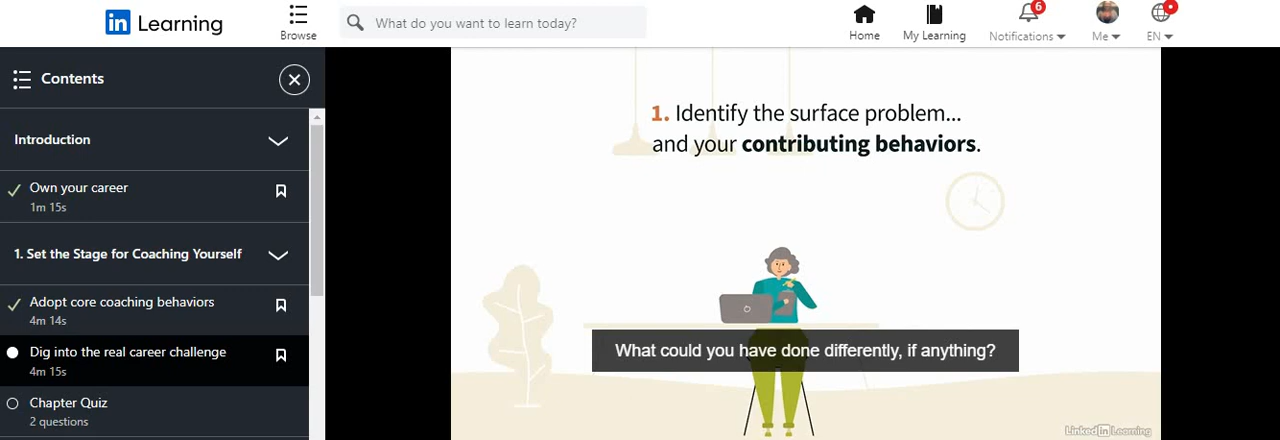 in Learning
Browse
What do you want to learn today?
Home
My Learning
6
Notifications
Me
EN
Contents
Introduction
Own your career
1m 15s
1. Set the Stage for Coaching Yourself
Adopt core coaching behaviors
4m 14s
Dig into the real career challenge
4m 15s
Chapter Quiz
2 questions
1. Identify the surface problem...
and your contributing behaviors.
What could you have done differently, if anything?
Linked in Learning